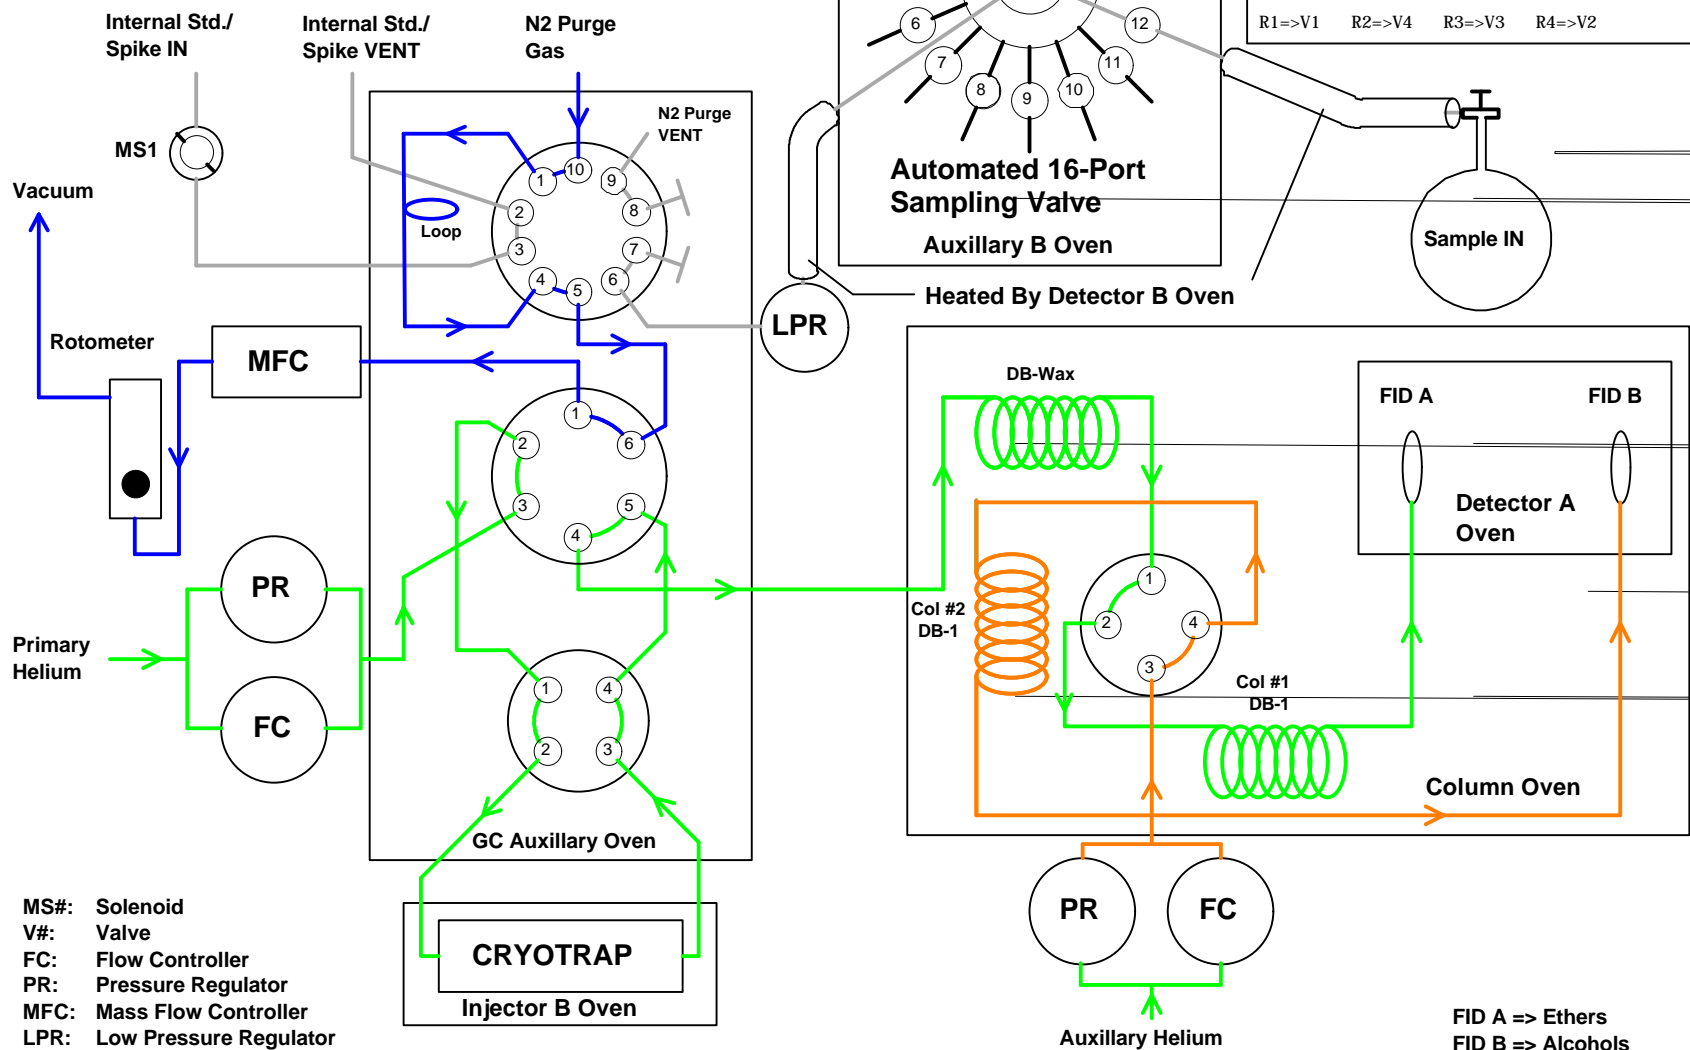 Internal Std./
Spike IN
Internal Std./
Spike VENT
N2 Purge
Gas
6
7
8
9
10
11
12
R1=>V1 R2=>V4 R3=>V3 R4=>V2
N2 Purge
VENT
MS1
Vacuum
1
10
9
2
8
Loop
3
7
4
5
6
Automated 16-Port
Sampling Valve
Auxillary B Oven
Sample IN
Heated By Detector B Oven
LPR
Rotometer
MFC
1
2
6
3
5
4
DB-Wax
FID A
FID B
Detector A
Oven
PR
Primary
Helium
FC
Col #2
DB-1
1
2
4
3
Col #1
DB-1
1
4
2
3
Column Oven
GC Auxillary Oven
CRYOTRAP
Injector B Oven
PR
FC
Auxillary Helium
MS#: Solenoid
V#: Valve
FC: Flow Controller
PR: Pressure Regulator
MFC: Mass Flow Controller
LPR: Low Pressure Regulator
FID A => Ethers
FID B => Alcohols